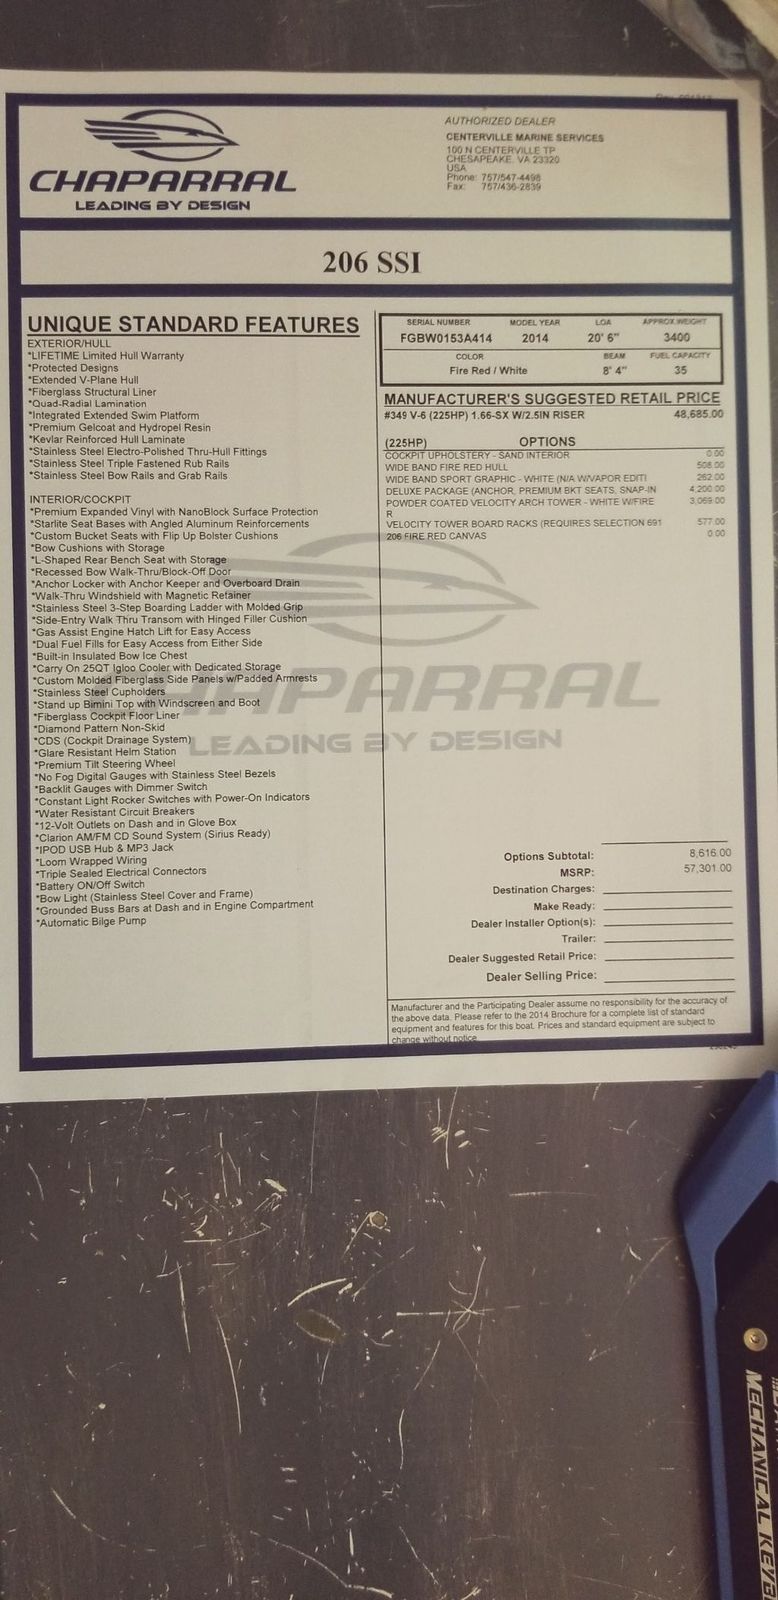 CHAPARRAL
LEADING BY DESIGN
AUTHORIZED DEALER
CENTERVILLE MARINE SERVICES
100 N CENTERVILLE TP
CHESAPEAKE, VA 23320
USA
Phone: 757/547-4498
Fax: 757/436-2839
206 SSI
UNIQUE STANDARD FEATURES
EXTERIOR/HULL
*LIFETIME Limited Hull Warranty
*Protected Designs
*Extended V-Plane Hull
*Fiberglass Structural Liner
*Quad-Radial Lamination
*Integrated Extended Swim Platform
*Premium Gelcoat and Hydropel Resin
*Kevlar Reinforced Hull Laminate
*Stainless Steel Electro-Polished Thru-Hull Fittings
*Stainless Steel Triple Fastened Rub Rails
*Stainless Steel Bow Rails and Grab Rails
INTERIOR/COCKPIT
*Premium Expanded Vinyl with NanoBlock Surface Protection
*Starlite Seat Bases with Angled Aluminum Reinforcements
*Custom Bucket Seats with Flip Up Bolster Cushions
*Bow Cushions with Storage
*L-Shaped Rear Bench Seat with Storage
*Recessed Bow Walk-Thru/Block-Off Door
*Anchor Locker with Anchor Keeper and Overboard Drain
*Walk-Thru Windshield with Magnetic Retainer
*Stainless Steel 3-Step Boarding Ladder with Molded Grip
*Side-Entry Walk Thru Transom with Hinged Filler Cushion
*Gas Assist Engine Hatch Lift for Easy Access
*Dual Fuel Fills for Easy Access from Either Side
*Built-in Insulated Bow Ice Chest
*Carry On 25QT Igloo Cooler with Dedicated Storage
*Custom Molded Fiberglass Side Panels w/Padded Armrests
*Stainless Steel Cupholders
*Stand up Bimini Top with Windscreen and Boot
*Fiberglass Cockpit Floor Liner
*Diamond Pattern Non-Skid
*CDS (Cockpit Drainage System)
*Glare Resistant Helm Station
*Premium Tilt Steering Wheel
*No Fog Digital Gauges with Stainless Steel Bezels
*Backlit Gauges with Dimmer Switch
*Constant Light Rocker Switches with Power-On Indicators
*Water Resistant Circuit Breakers
*12-Volt Outlets on Dash and in Glove Box
*Clarion AM/FM CD Sound System (Sirius Ready)
*IPOD USB Hub & MP3 Jack
*Loom Wrapped Wiring
*Triple Sealed Electrical Connectors
*Battery ON/Off Switch
*Bow Light (Stainless Steel Cover and Frame)
*Grounded Buss Bars at Dash and in Engine Compartment
*Automatic Bilge Pump
SERIAL NUMBER MODEL YEAR LOA APPROX.WEIGHT
FGBW0153A414 2014 20' 6" 3400
COLOR BEAM FUEL CAPACITY
Fire Red / White 8' 4" 35
MANUFACTURER'S SUGGESTED RETAIL PRICE
#349 V-6 (225HP) 1.66-SX W/2.5IN RISER 48,685.00
(225HP) OPTIONS
COCKPIT UPHOLSTERY - SAND INTERIOR 0.00
WIDE BAND FIRE RED HULL 508.00
WIDE BAND SPORT GRAPHIC - WHITE (N/A W/VAPOR EDITI 262.00
DELUXE PACKAGE (ANCHOR, PREMIUM BKT SEATS, SNAP-IN 4,200.00
POWDER COATED VELOCITY ARCH TOWER - WHITE W/FIRE 3,069.00
R
VELOCITY TOWER BOARD RACKS (REQUIRES SELECTION 691 577.00
206 FIRE RED CANVAS 0.00
CHAPARRAL
LEADING BY DESIGN
Options Subtotal: 8,616.00
MSRP: 57,301.00
Destination Charges:
Make Ready:
Dealer Installer Option(s):
Trailer:
Dealer Suggested Retail Price:
Dealer Selling Price:
Manufacturer and the Participating Dealer assume no responsibility for the accuracy of
the above data. Please refer to the 2014 Brochure for a complete list of standard
equipment and features for this boat. Prices and standard equipment are subject to
change without notice.
MECHANICAL KEYB